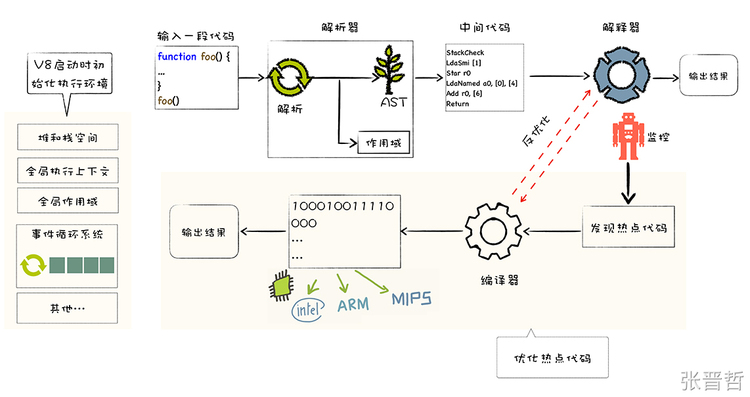 V8启动时初
始化执行环境
堆和栈空间
全局执行上下文
全局作用域
事件循环系统
其他…
输入一段代码
function foo() {
…
}
foo()
解析器
解析
AST
作用域
中间代码
StackCheck
LdaSmi [1]
Star r0
LdaNamed a0, [0], [4]
Add r0, [6]
Return
解释器
输出结果
反优化
监控
发现热点代码
编译器
10001001111O
000
…
…
输出结果
intel
ARM
MIPS
优化热点代码
张晋哲